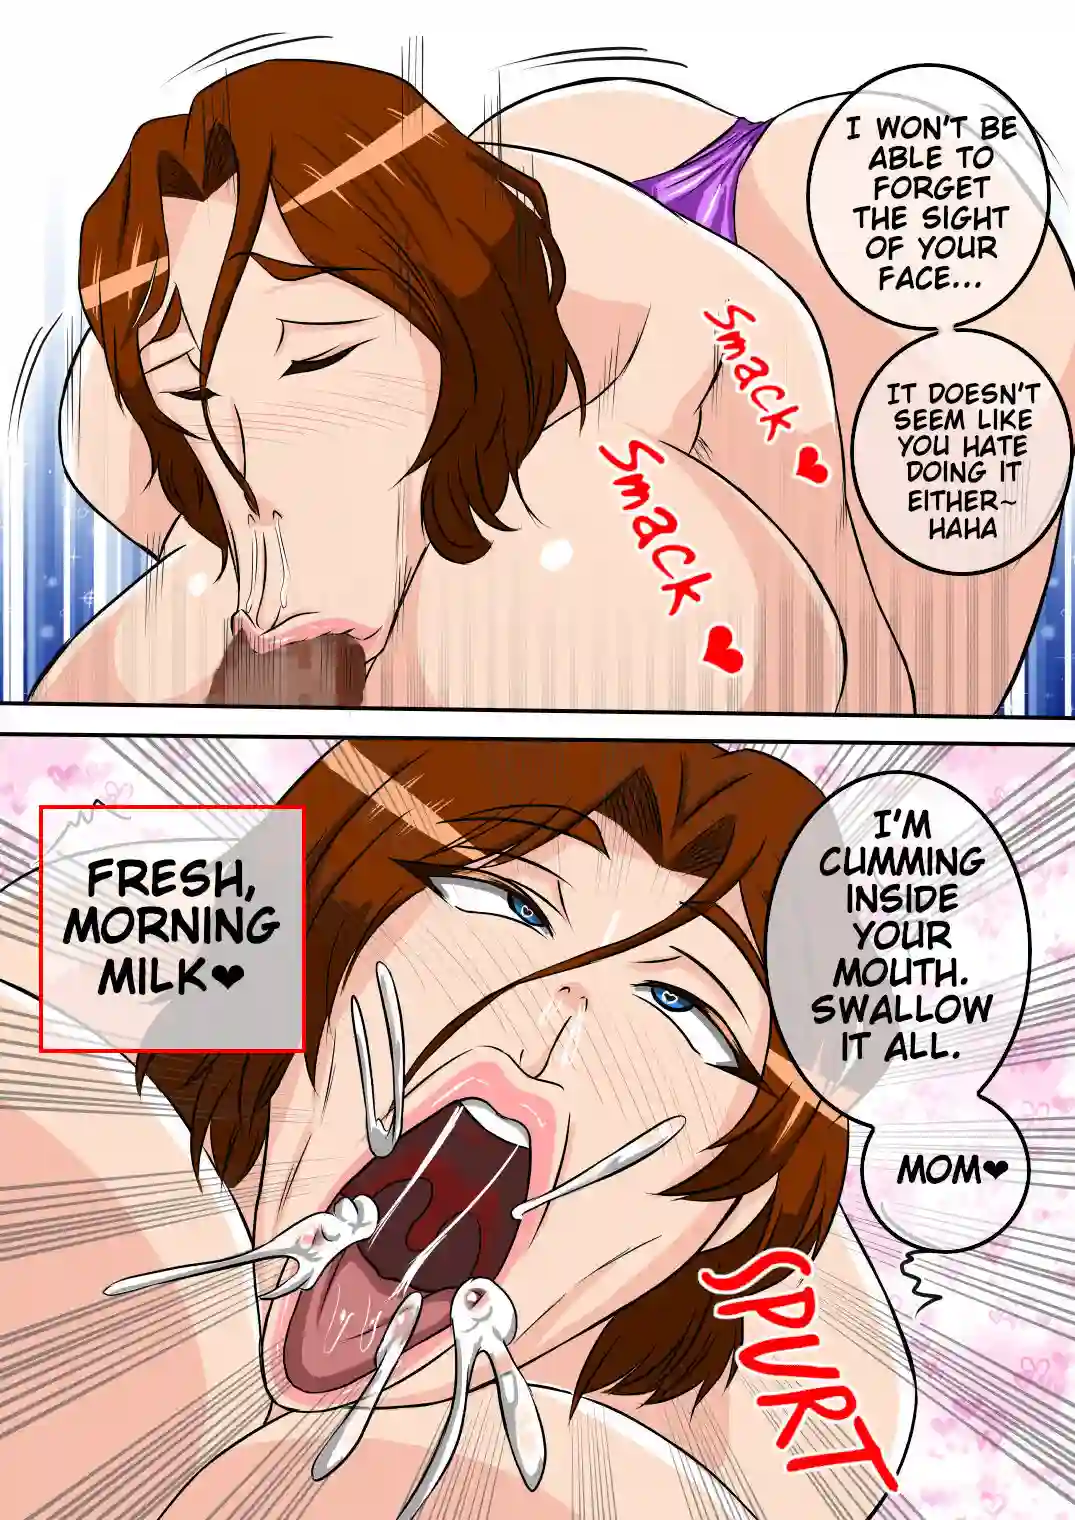 I WON'T BE
ABLE TO
FORGET
THE SIGHT
OF YOUR
FACE...
IT DOESN'T
SEEM LIKE
YOU HATE
DOING IT
EITHER~
HAHA
Smack ♥
Smack ♥
FRESH,
MORNING
MILK♥
I'M
CUMMING
INSIDE
YOUR
MOUTH.
SWALLOW
IT ALL.
MOM♥
SPURT